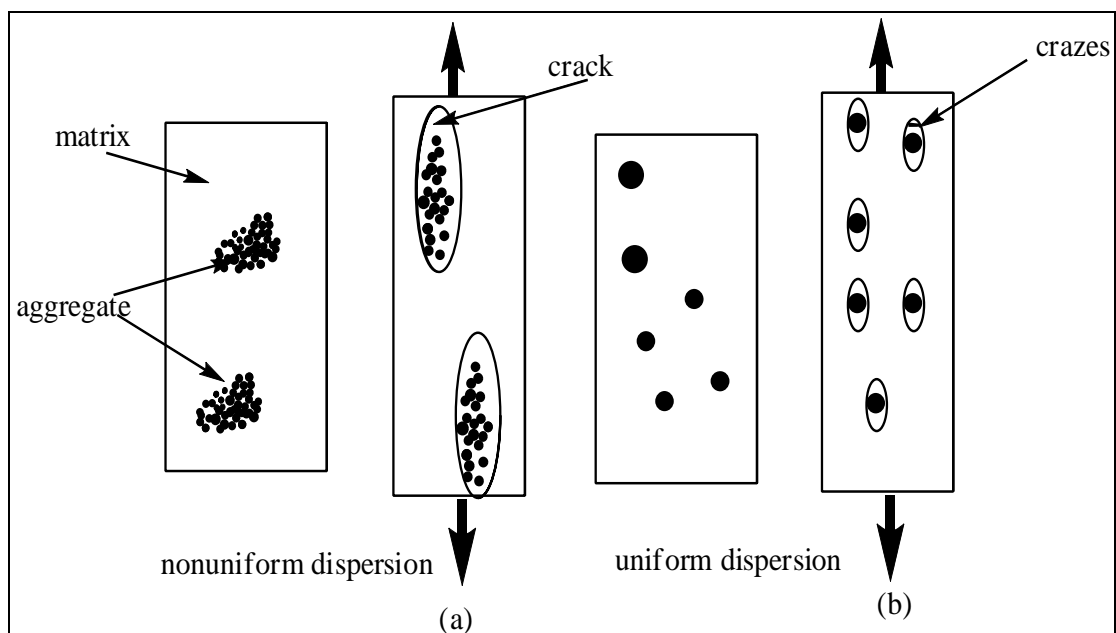 crack
crazes
matrix
aggregate
nonuniform dispersion
uniform dispersion
(a)
(b)